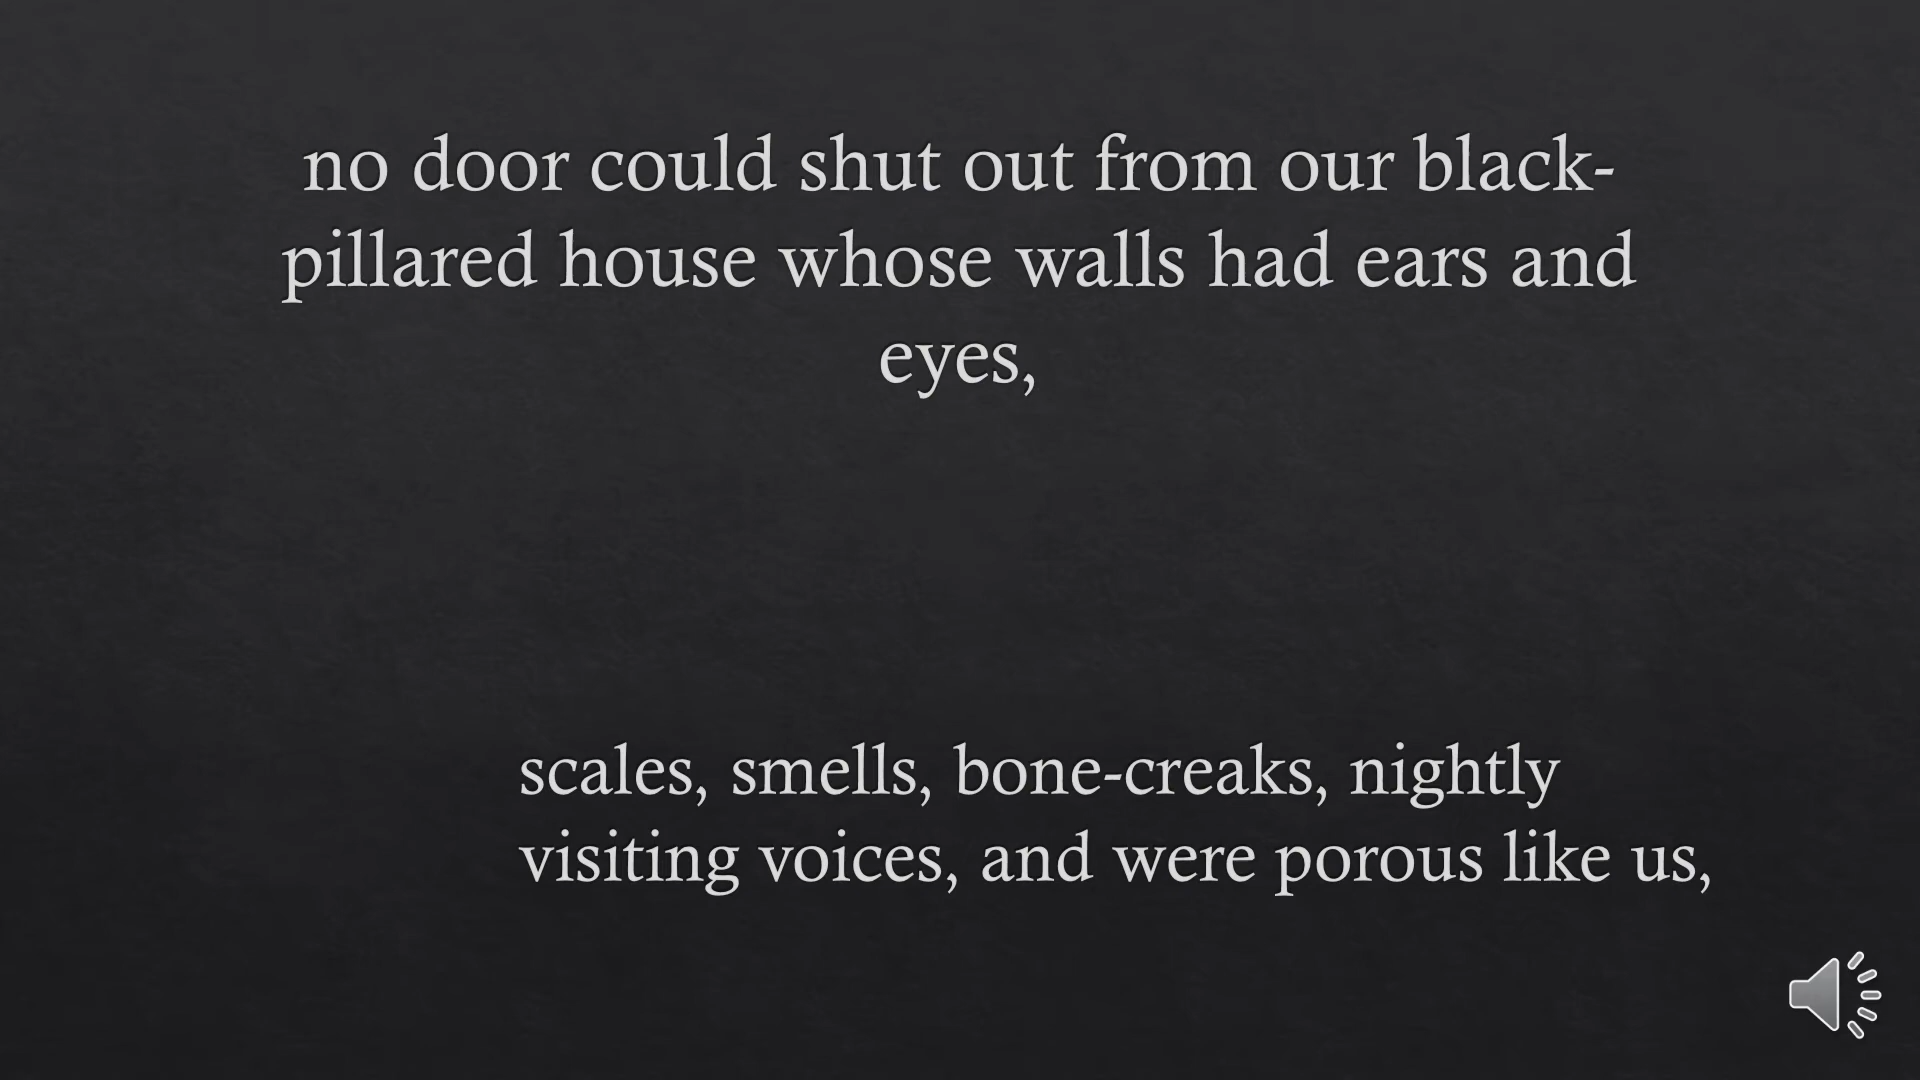 no door could shut out from our black-
pillared house whose walls had ears and
eyes,
scales, smells, bone-creaks, nightly
visiting voices, and were porous like us,